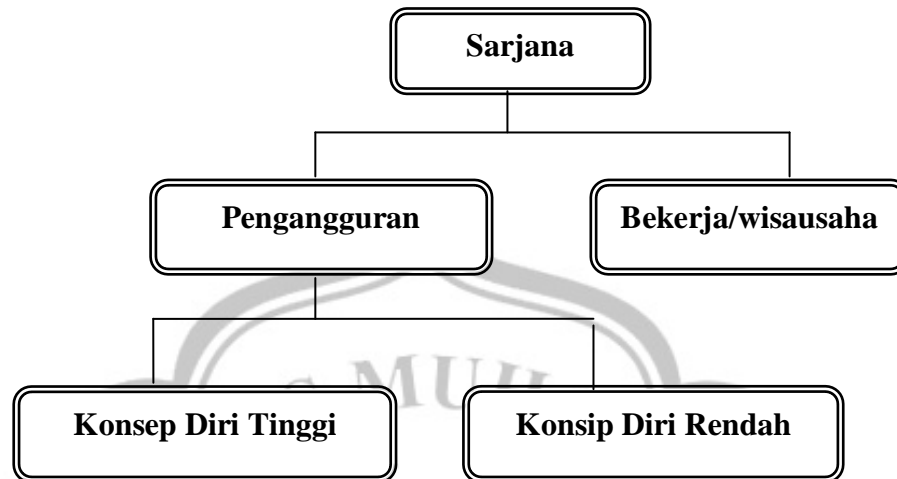 Sarjana
Pengangguran
Bekerja/wisausaha
Konsep Diri Tinggi
Konsip Diri Rendah